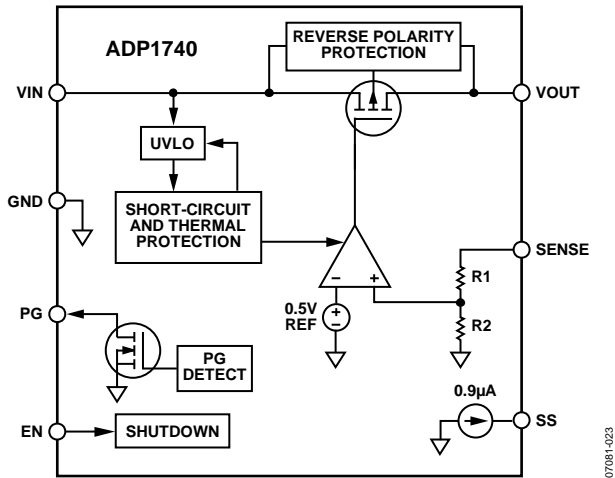 ADP1740
REVERSE POLARITY
PROTECTION
VIN
VOUT
UVLO
GND
SHORT-CIRCUIT
AND THERMAL
PROTECTION
SENSE
R1
– +
0.5V
REF
+
–
R2
PG
PG
DETECT
0.9µA
SS
EN
SHUTDOWN
07081-023